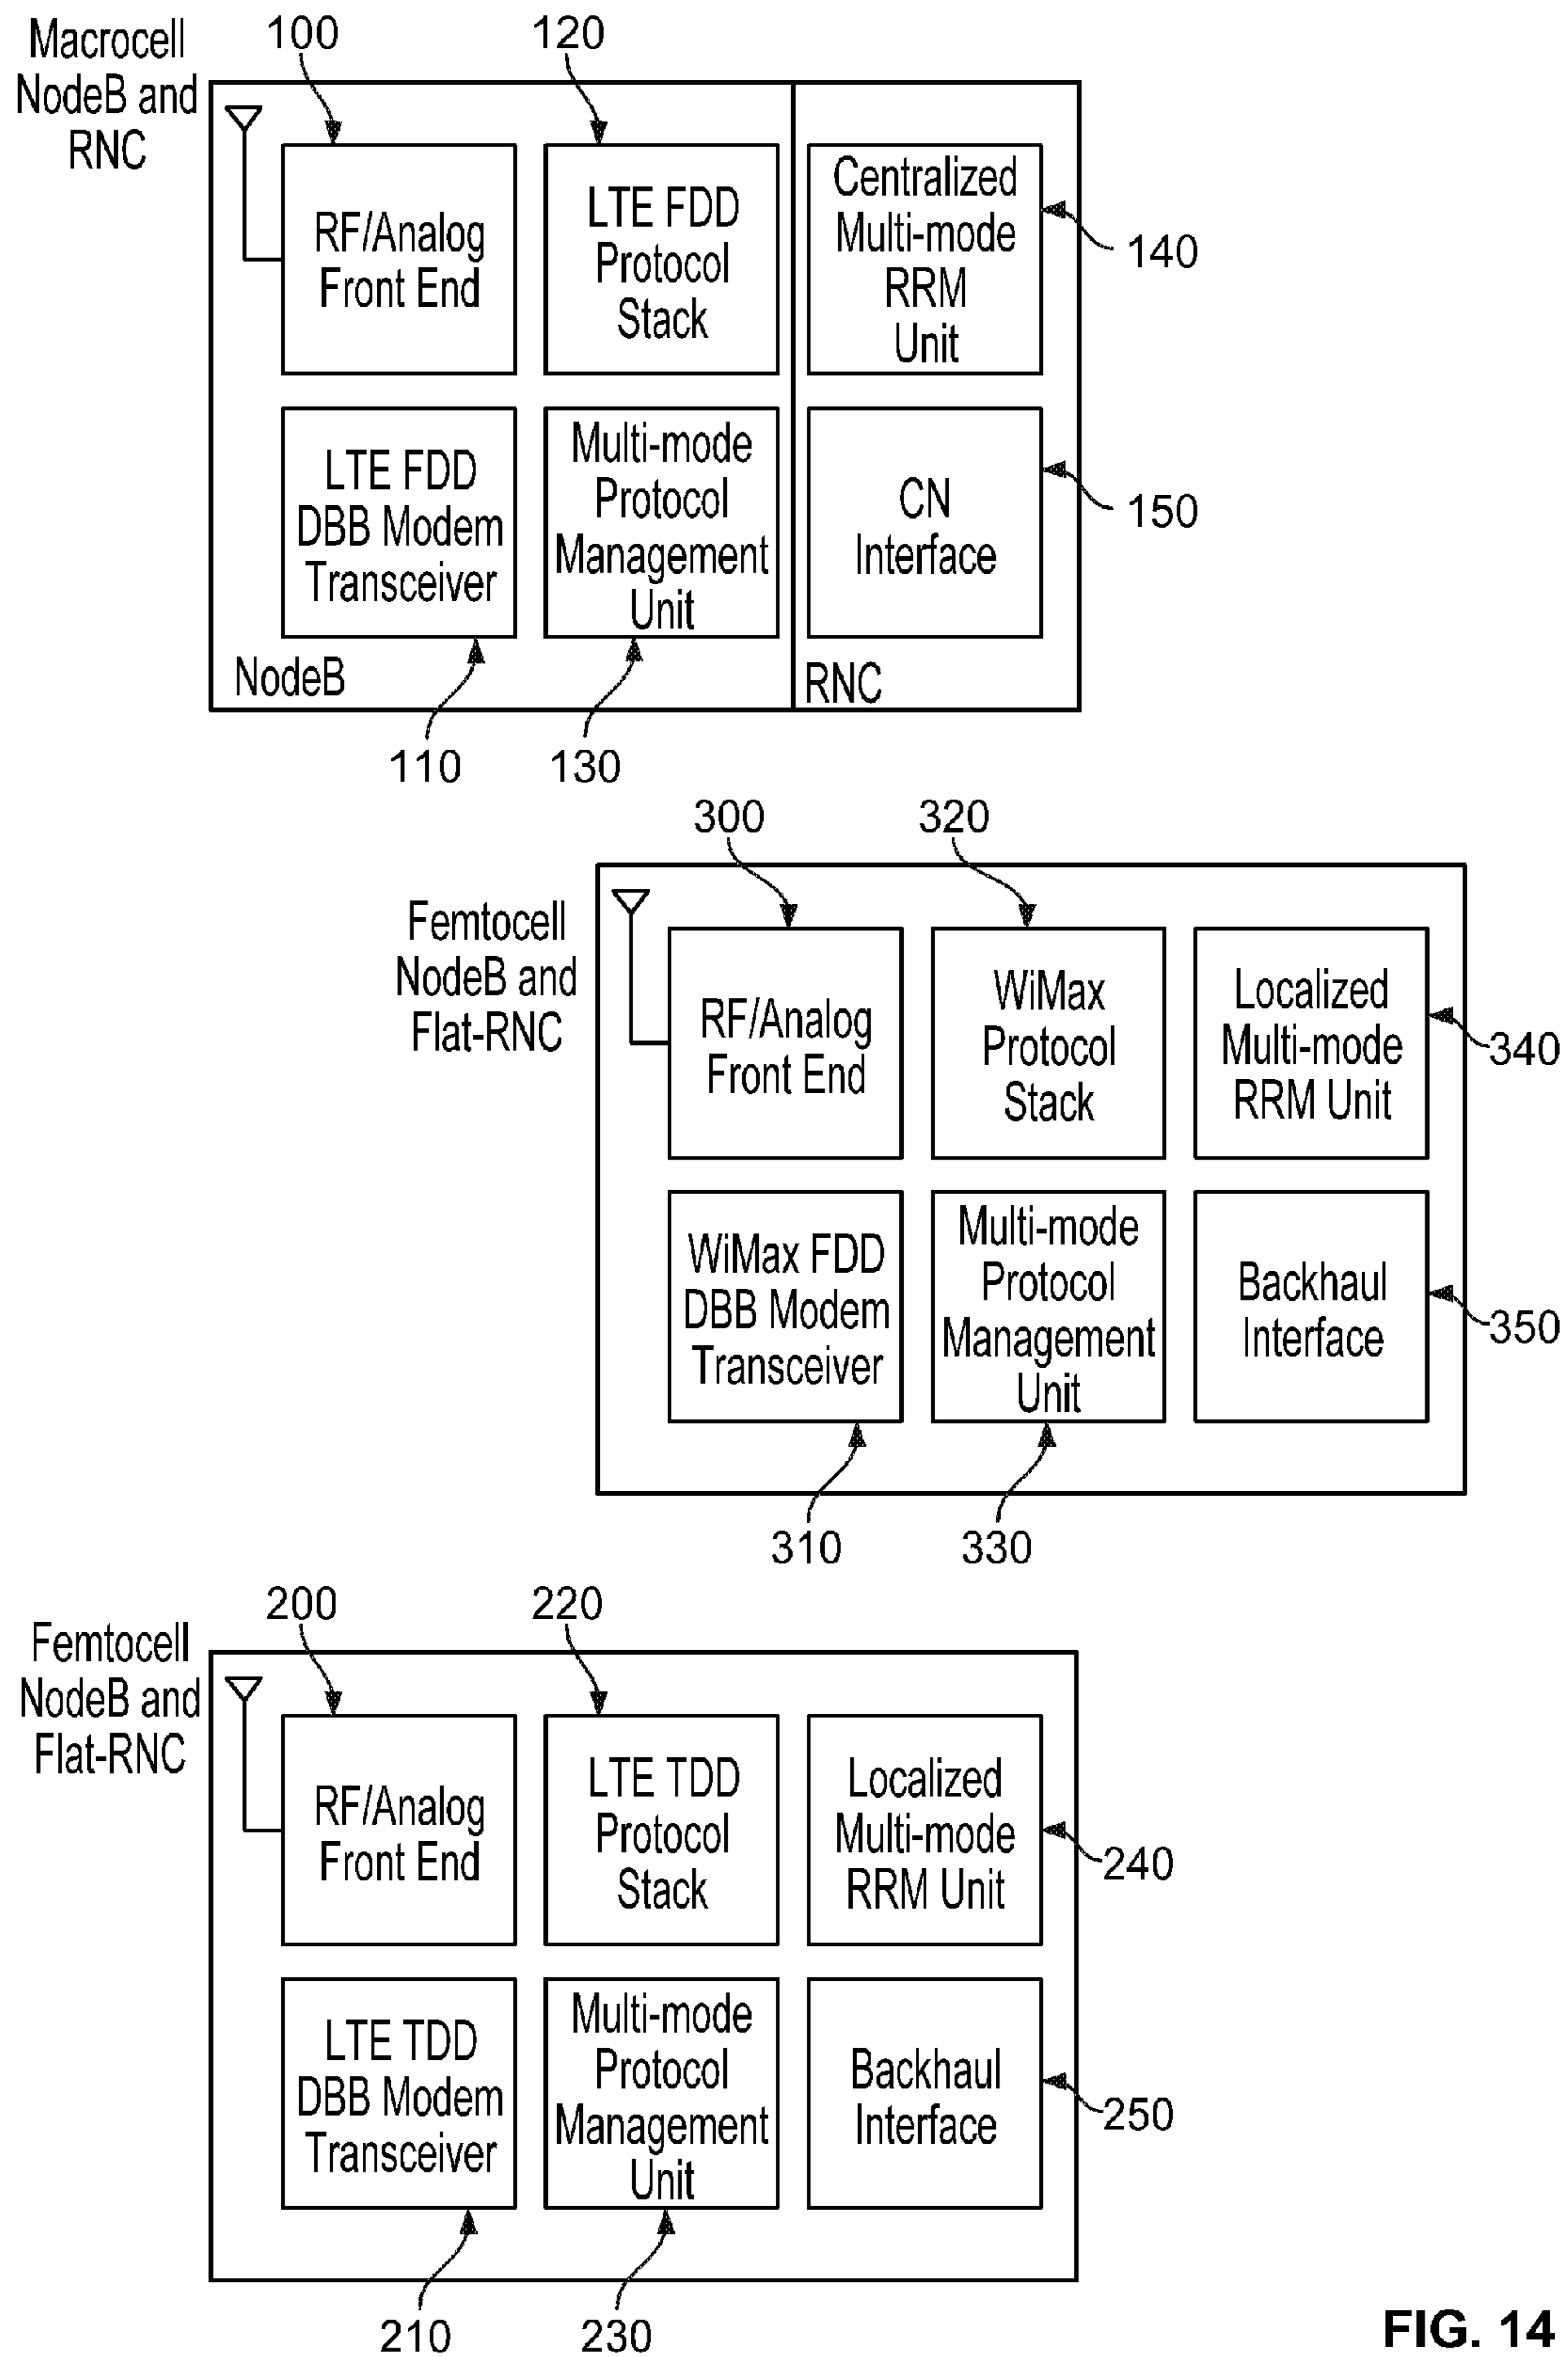 Macrocell
NodeB and
RNC
100
120
RF/Analog
Front End
LTE FDD
Protocol
Stack
Centralized
Multi-mode
RRM
Unit
140
LTE FDD
DBB Modem
Transceiver
Multi-mode
Protocol
Management
Unit
CN
Interface
150
NodeB
RNC
110
130
300
320
Femtocell
NodeB and
Flat-RNC
RF/Analog
Front End
WiMax
Protocol
Stack
Localized
Multi-mode
RRM Unit
340
WiMax FDD
DBB Modem
Transceiver
Multi-mode
Protocol
Management
Unit
Backhaul
Interface
350
310
330
200
220
Femtocell
NodeB and
Flat-RNC
RF/Analog
Front End
LTE TDD
Protocol
Stack
Localized
Multi-mode
RRM Unit
240
LTE TDD
DBB Modem
Transceiver
Multi-mode
Protocol
Management
Unit
Backhaul
Interface
250
210
230
FIG. 14